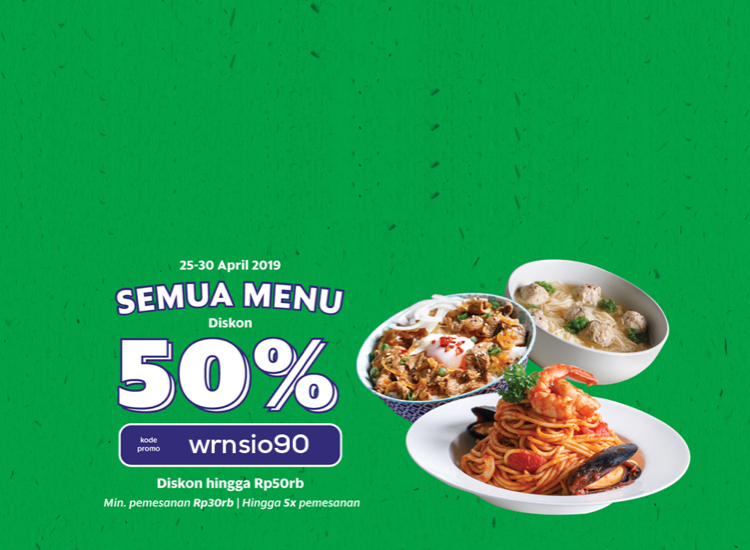 25-30 April 2019
SEMUA MENU
Diskon
50%
kode
promo
wrnsio90
Diskon hingga Rp50rb
Min. pemesanan Rp30rb | Hingga 5x pemesanan